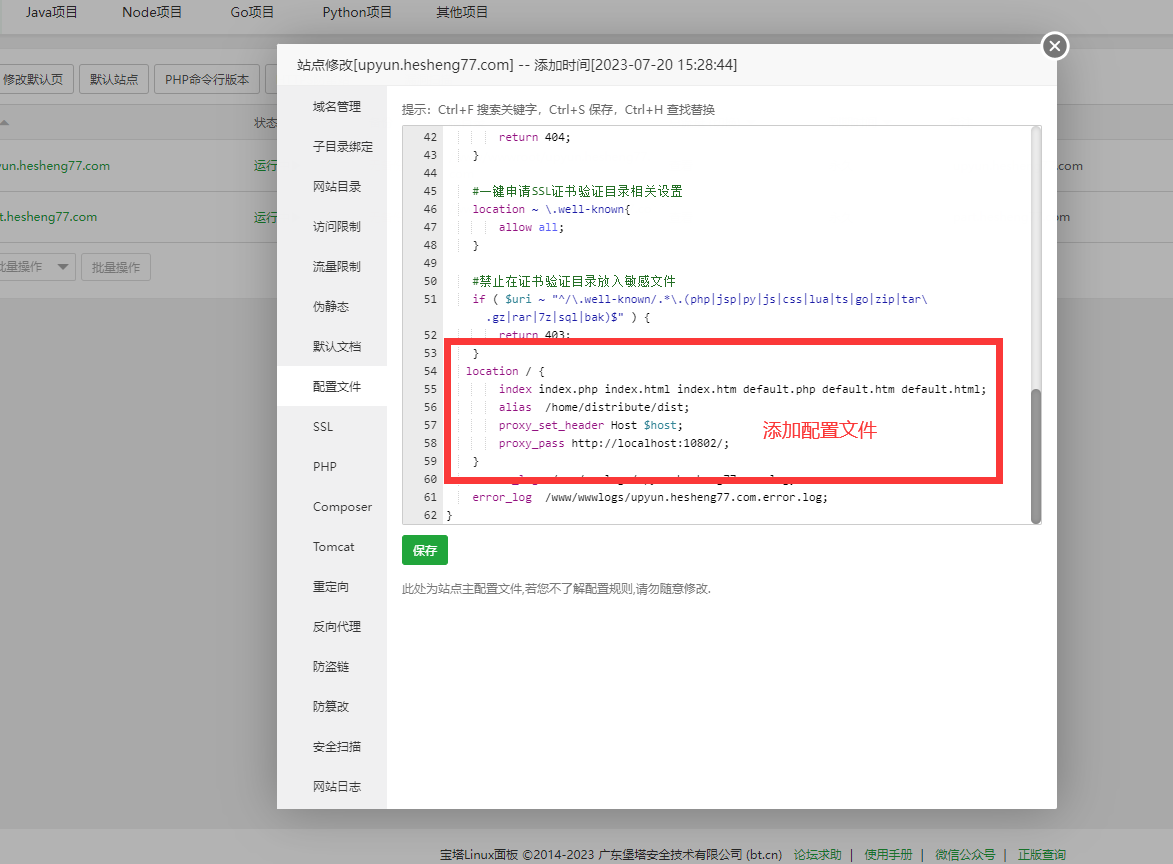 Java项目 Node项目 Go项目 Python项目 其他项目
修改默认页 默认站点 PHP命令行版本
站点修改[upyun.hesheng77.com] -- 添加时间[2023-07-20 15:28:44]
状态
yun.hesheng77.com 运行 .com
t.hesheng77.com 运行
批量操作 批量操作
域名管理
子目录绑定
网站目录
访问限制
流量限制
伪静态
默认文档
配置文件
SSL
PHP
Composer
Tomcat
重定向
反向代理
防盗链
防篡改
安全扫描
网站日志
提示：Ctrl+F 搜索关键字，Ctrl+S 保存，Ctrl+H 查找替换
42 return 404;
43 }
44
45 #一键申请SSL证书验证目录相关设置
46 location ~ \.well-known{
47 allow all;
48 }
49
50 #禁止在证书验证目录放入敏感文件
51 if ( $uri ~ "^/\.well-known/.*\.(php|jsp|py|js|css|lua|ts|go|zip|tar\
.gz|rar|7z|sql|bak)$" ) {
52 return 403;
53 }
54 location / {
55 index index.php index.html index.htm default.php default.htm default.html;
56 alias /home/distribute/dist;
57 proxy_set_header Host $host;
58 proxy_pass http://localhost:10802/;
59 }
60
61 error_log /www/wwwlogs/upyun.hesheng77.com.error.log;
62 }
添加配置文件
保存
此处为站点主配置文件,若您不了解配置规则,请勿随意修改.
宝塔Linux面板 ©2014-2023 广东堡塔安全技术有限公司 (bt.cn) 论坛求助 | 使用手册 | 微信公众号 | 正版查询